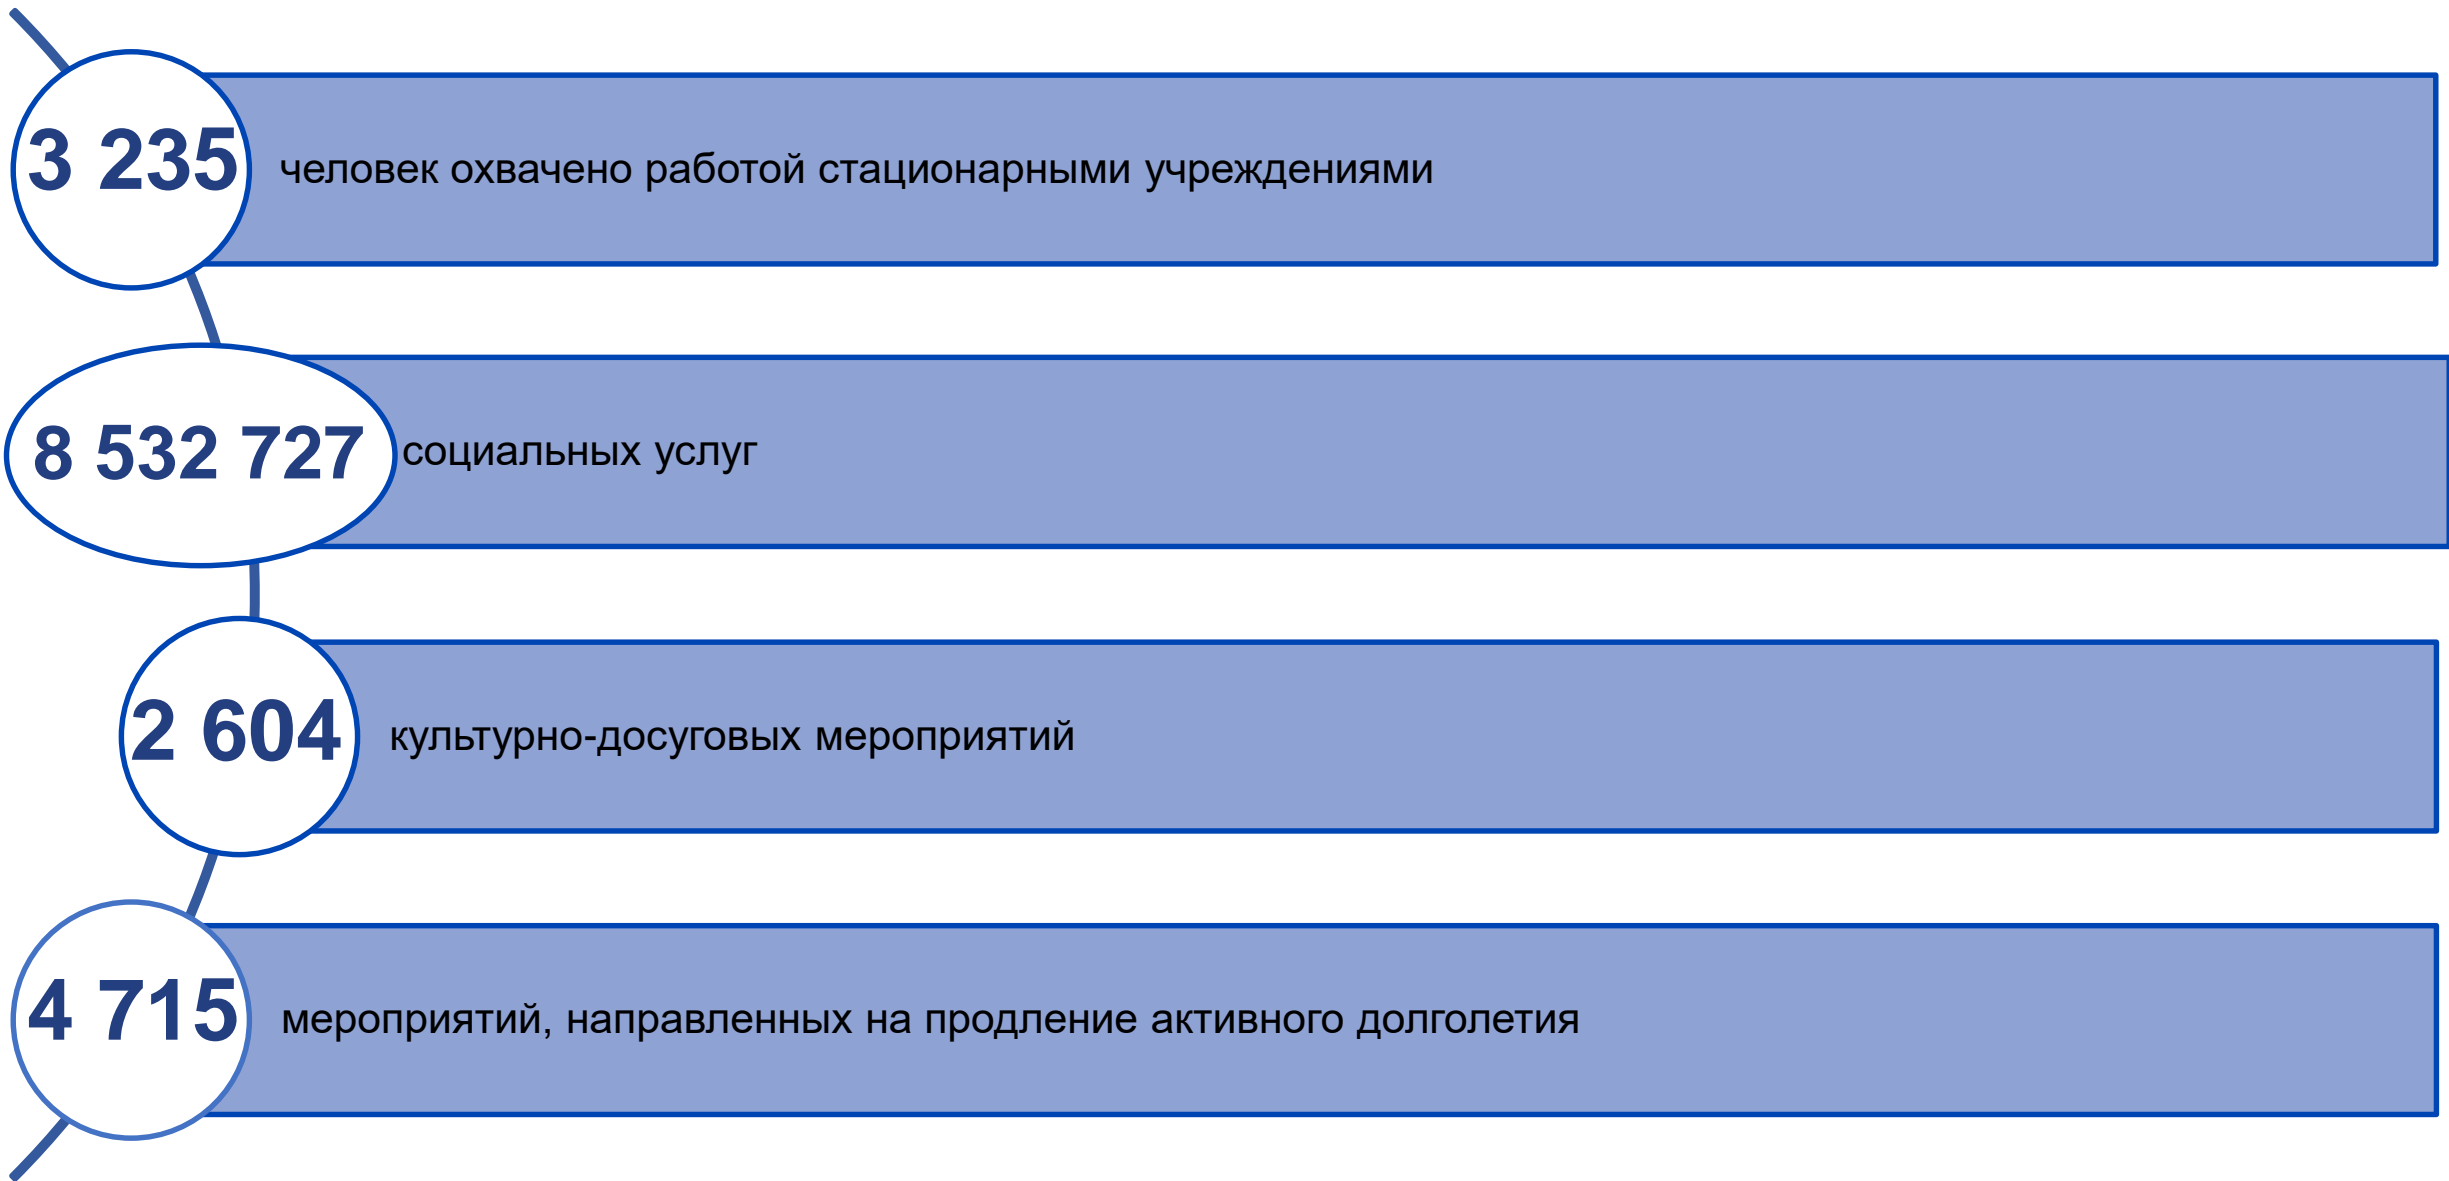 3 235
человек охвачено работой стационарными учреждениями
8 532 727
социальных услуг
2 604
культурно-досуговых мероприятий
4 715
мероприятий, направленных на продление активного долголетия